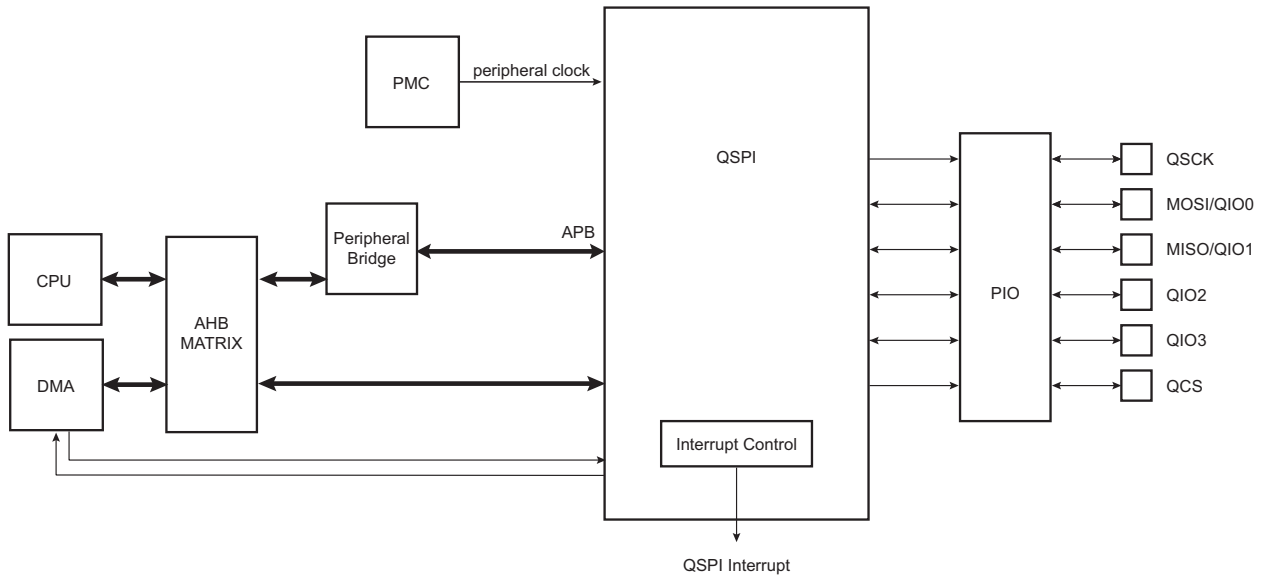 PMC
peripheral clock
QSPI
QSCK
MOSI/QIO0
MISO/QIO1
QIO2
QIO3
QCS
PIO
APB
Peripheral
Bridge
CPU
AHB
MATRIX
DMA
Interrupt Control
QSPI Interrupt